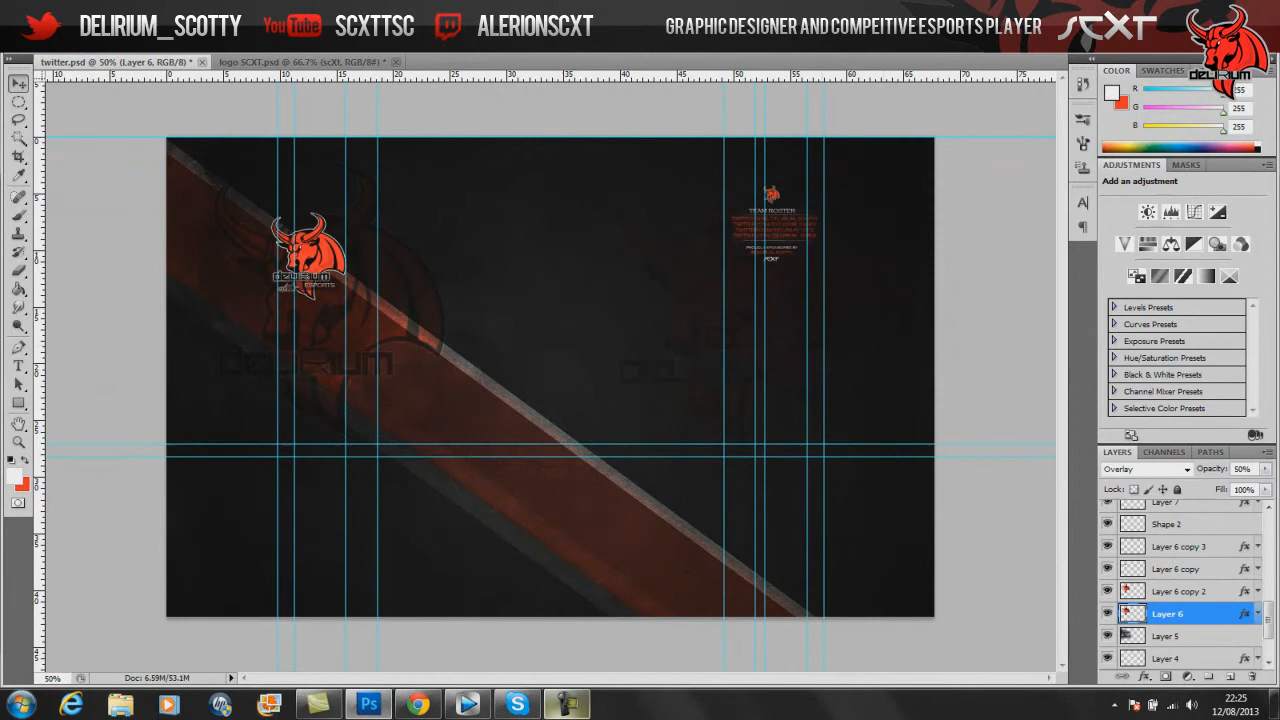 DELIRIUM_SCOTTY
YouTube
SCXTTSC
ALERIONSCXT
GRAPHIC DESIGNER AND COMPEITIVE ESPORTS PLAYER
SCXT
DELIRIUM
twitter.psd @ 50% (Layer 6, RGB/8) *
logo SCXT.psd @ 66.7% (scXt, RGB/8#) *
COLOR
SWATCHES
R
255
G
255
B
255
ADJUSTMENTS
MASKS
Add an adjustment
Levels Presets
Curves Presets
Exposure Presets
Hue/Saturation Presets
Black & White Presets
Channel Mixer Presets
Selective Color Presets
LAYERS
CHANNELS
PATHS
Overlay
Opacity: 50%
Lock:
Fill: 100%
Layer 7
Shape 2
Layer 6 copy 3
Layer 6 copy
Layer 6 copy 2
Layer 6
Layer 5
Layer 4
DELIRIUM
ESPORTS
DELIRIUM
TEAM ROSTER
SCXT
50%
Doc: 6.59M/53.1M
22:25
12/08/2013